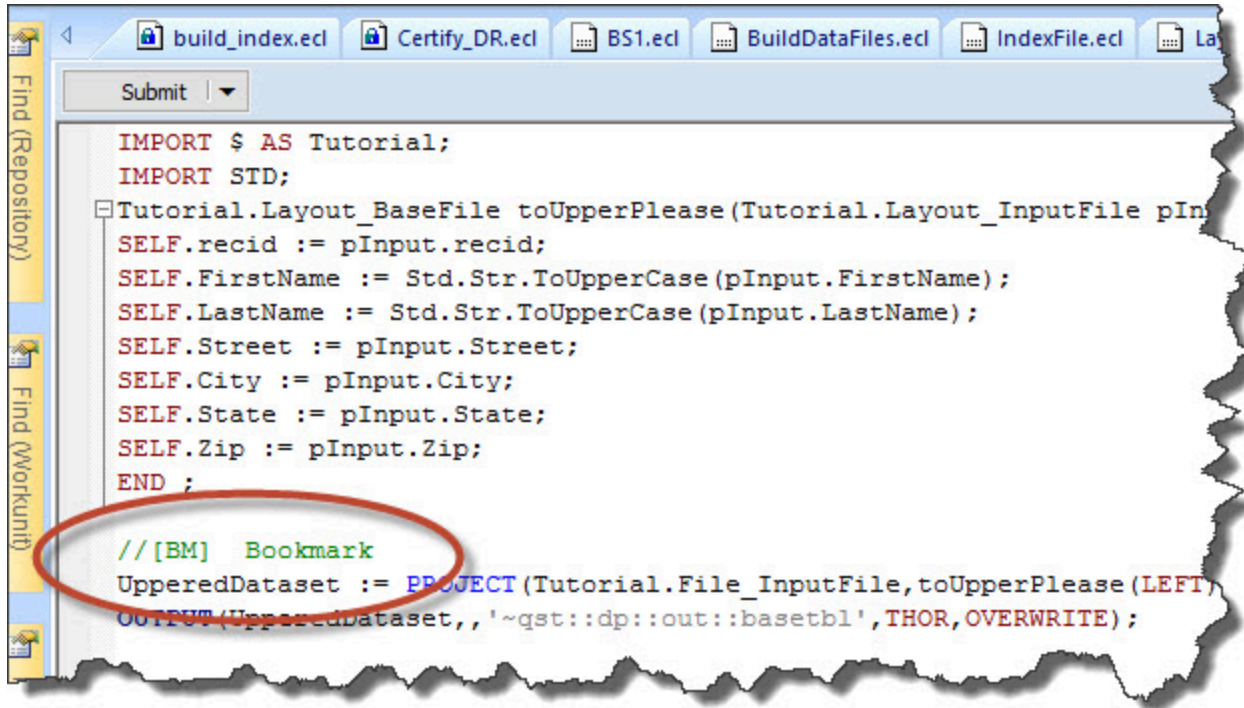 build_index.ecl Certify_DR.ecl BS1.ecl BuildDataFiles.ecl IndexFile.ecl
Submit
Find (Repository)
Find (Workunit)
IMPORT $ AS Tutorial;
IMPORT STD;
Tutorial.Layout_BaseFile toUpperPlease(Tutorial.Layout_InputFile
SELF.recid := pInput.recid;
SELF.FirstName := Std.Str.ToUpperCase(pInput.FirstName);
SELF.LastName := Std.Str.ToUpperCase(pInput.LastName);
SELF.Street := pInput.Street;
SELF.City := pInput.City;
SELF.State := pInput.State;
SELF.Zip := pInput.Zip;
END ;
//[BM]  Bookmark
UpperedDataset := PROJECT(Tutorial.File_InputFile,toUpperPlease(LEFT)
OUTPUT(UpperedDataset,,'~qst::dp::out::basetbl',THOR,OVERWRITE);